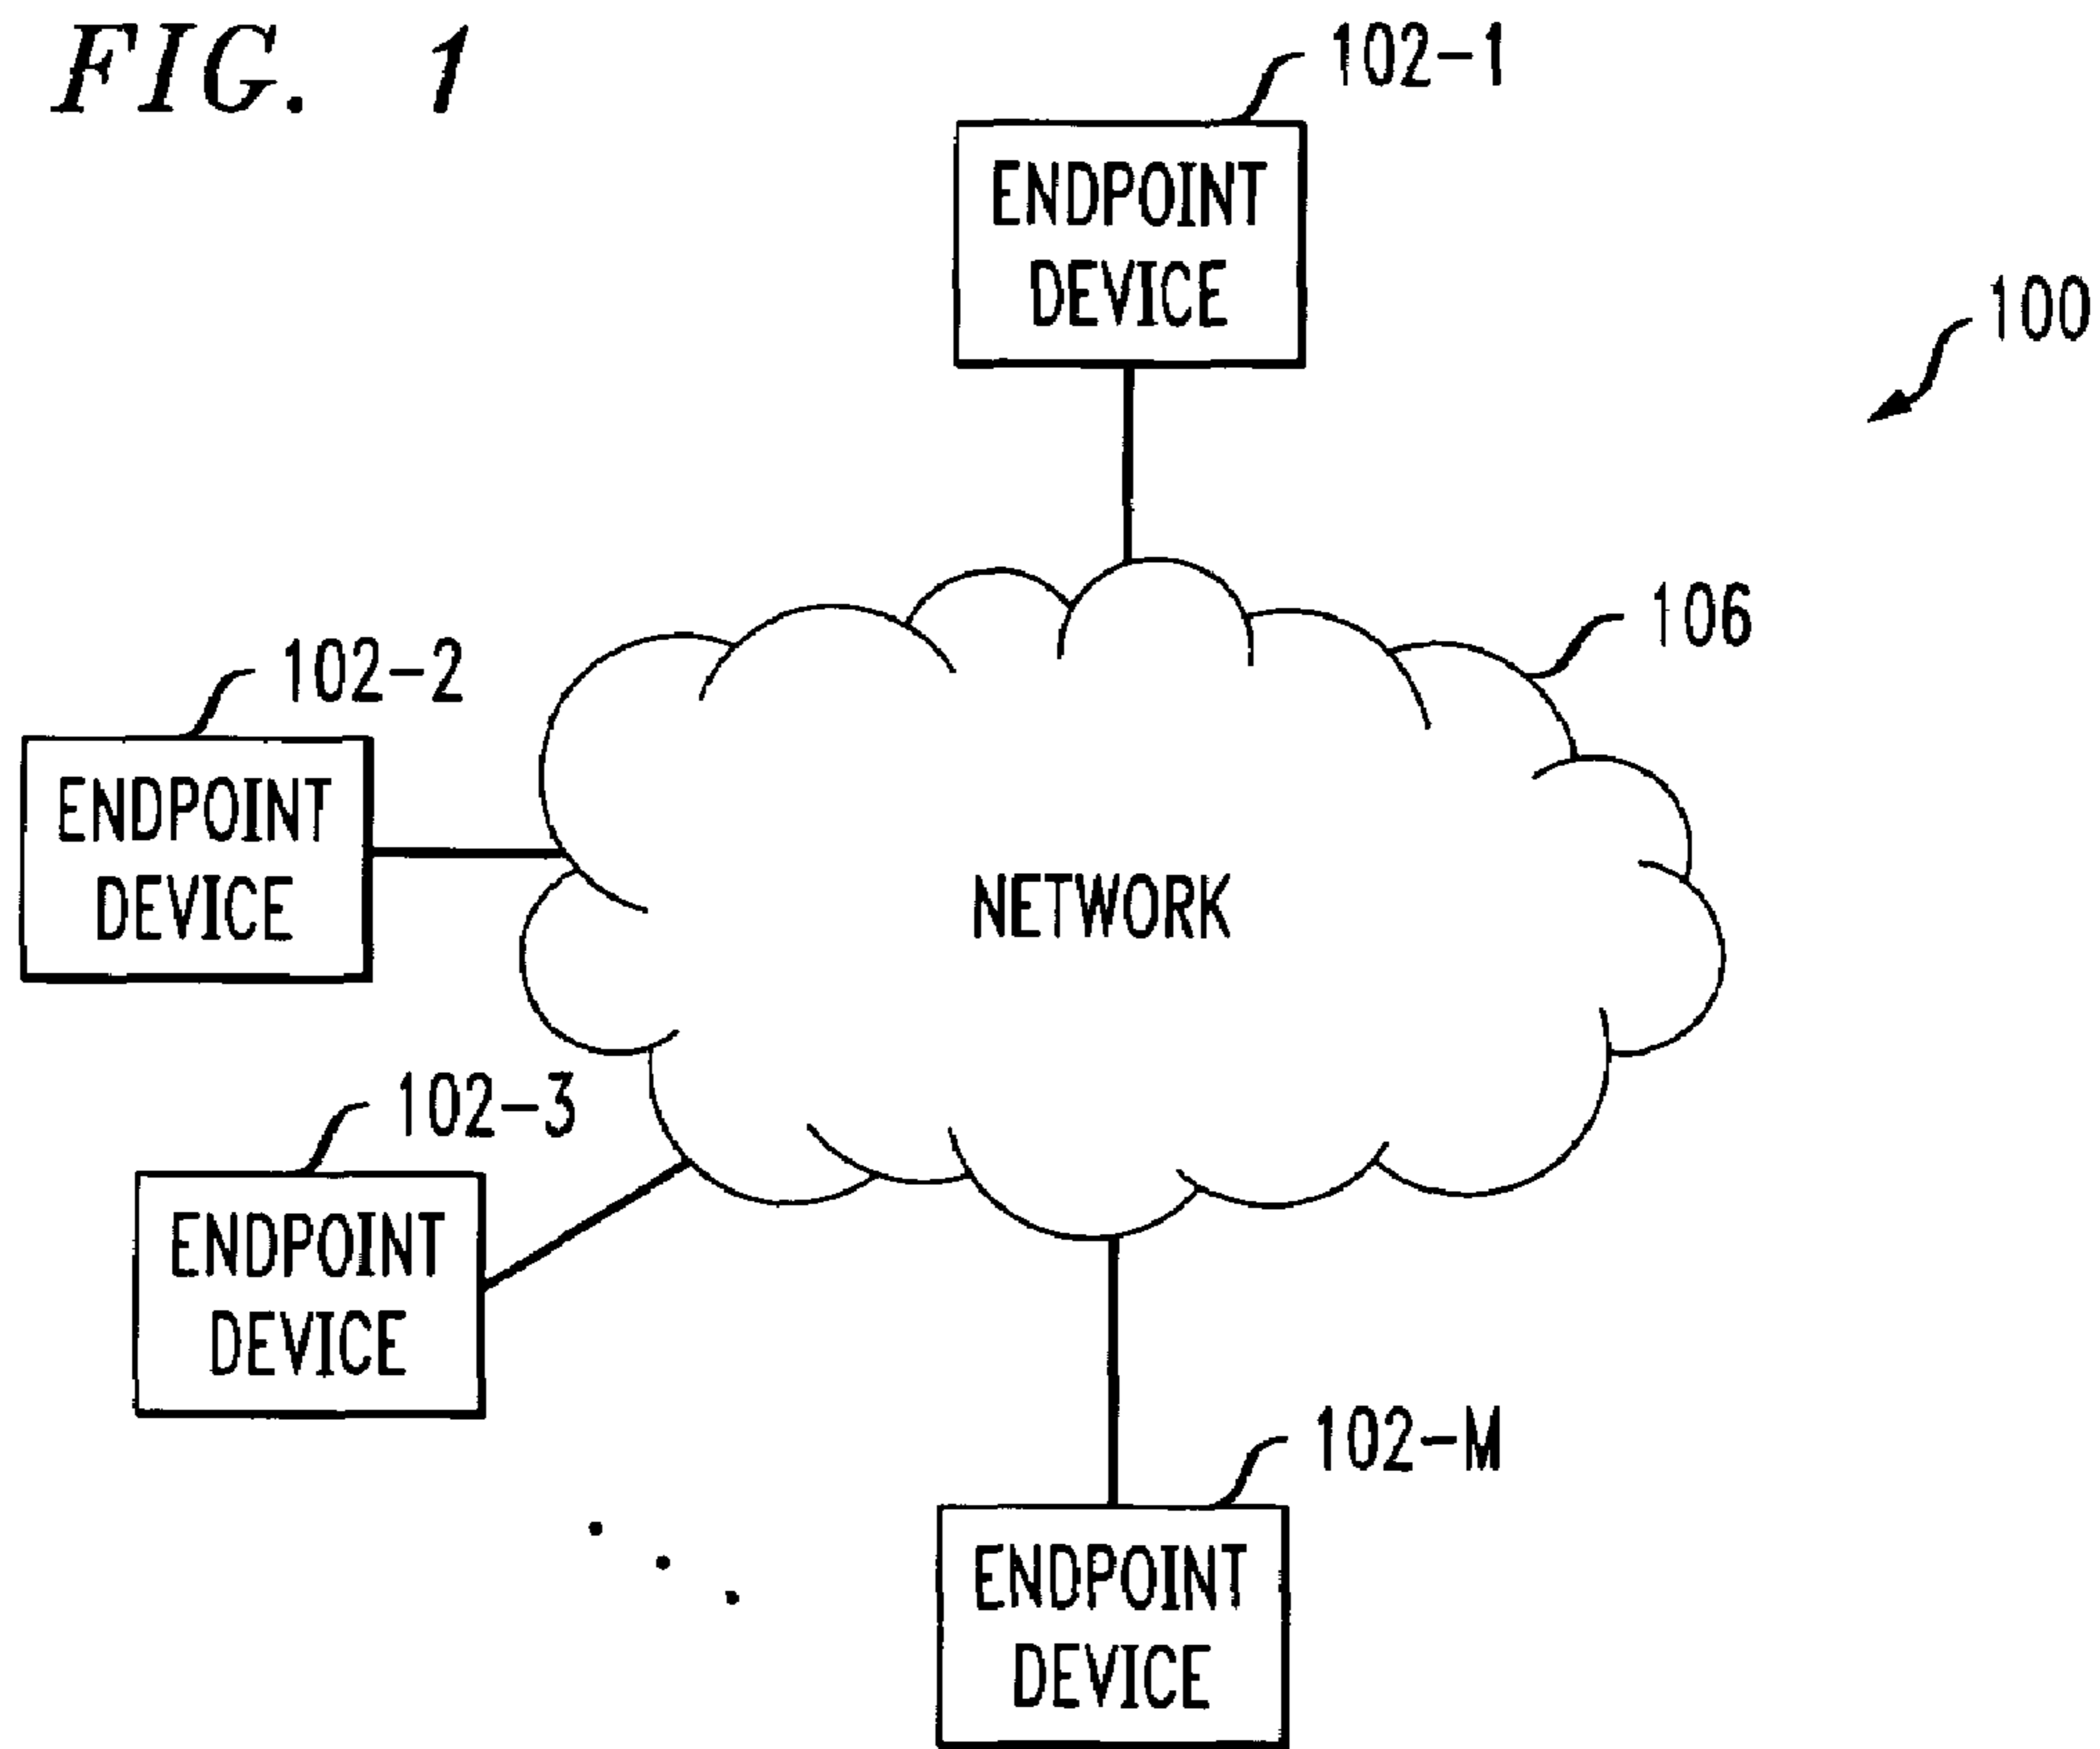 FIG. 1
102-1
ENDPOINT
DEVICE
100
106
102-2
ENDPOINT
DEVICE
NETWORK
102-3
ENDPOINT
DEVICE
102-M
ENDPOINT
DEVICE